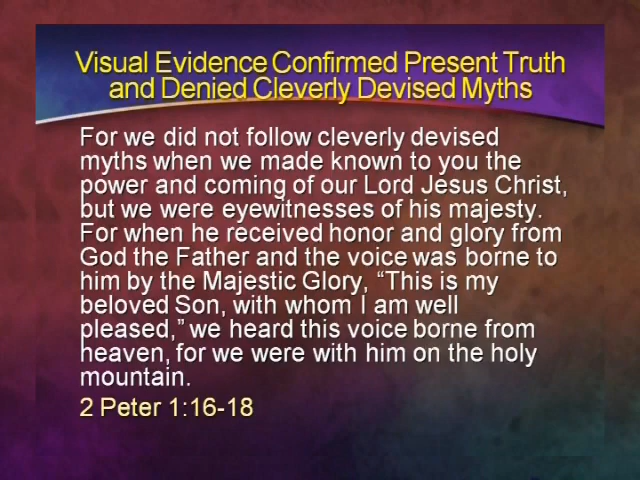 Visual Evidence Confirmed Present Truth
and Denied Cleverly Devised Myths
For we did not follow cleverly devised
myths when we made known to you the
power and coming of our Lord Jesus Christ,
but we were eyewitnesses of his majesty.
For when he received honor and glory from
God the Father and the voice was borne to
him by the Majestic Glory, “This is my
beloved Son, with whom I am well
pleased,” we heard this voice borne from
heaven, for we were with him on the holy
mountain.
2 Peter 1:16-18